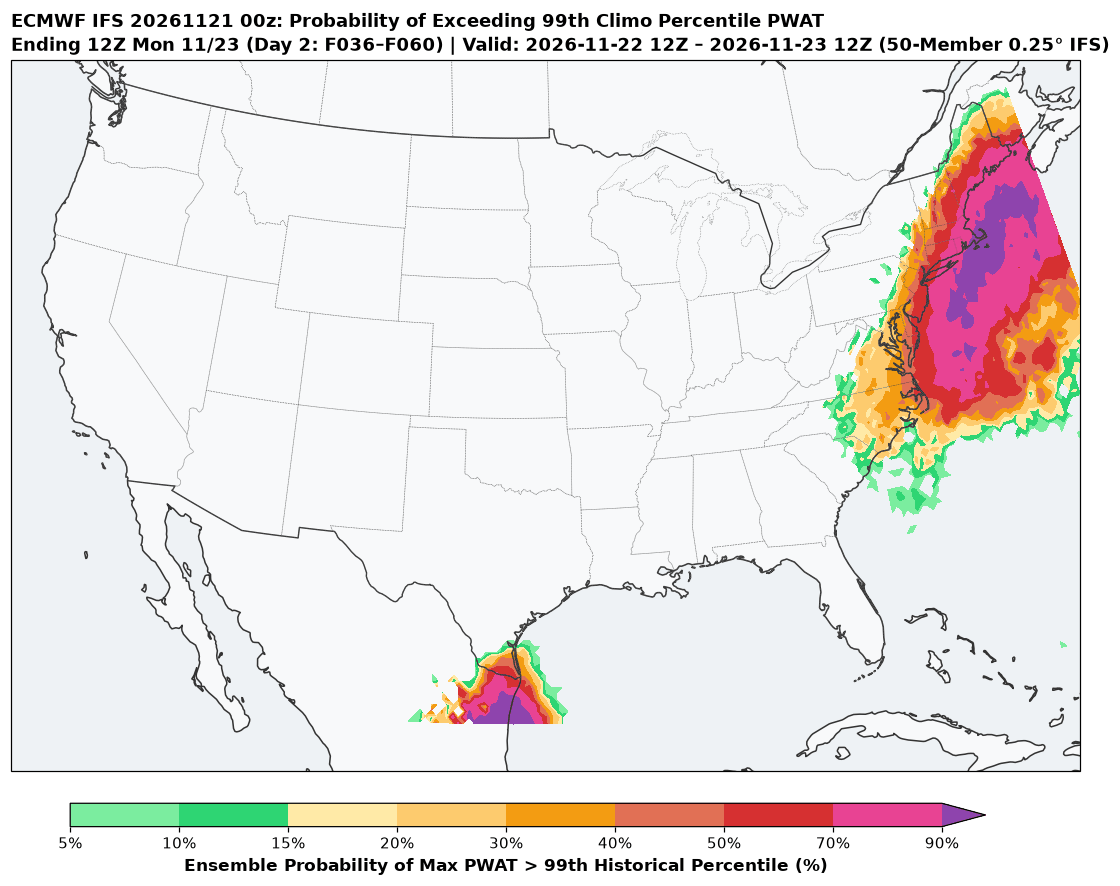 ECMWF IFS 20261121 00z: Probability of Exceeding 99th Climo Percentile PWAT
Ending 12Z Mon 11/23 (Day 2: F036–F060) | Valid: 2026-11-22 12Z – 2026-11-23 12Z (50-Member 0.25° IFS)
5% 10% 15% 20% 30% 40% 50% 70% 90%
Ensemble Probability of Max PWAT > 99th Historical Percentile (%)